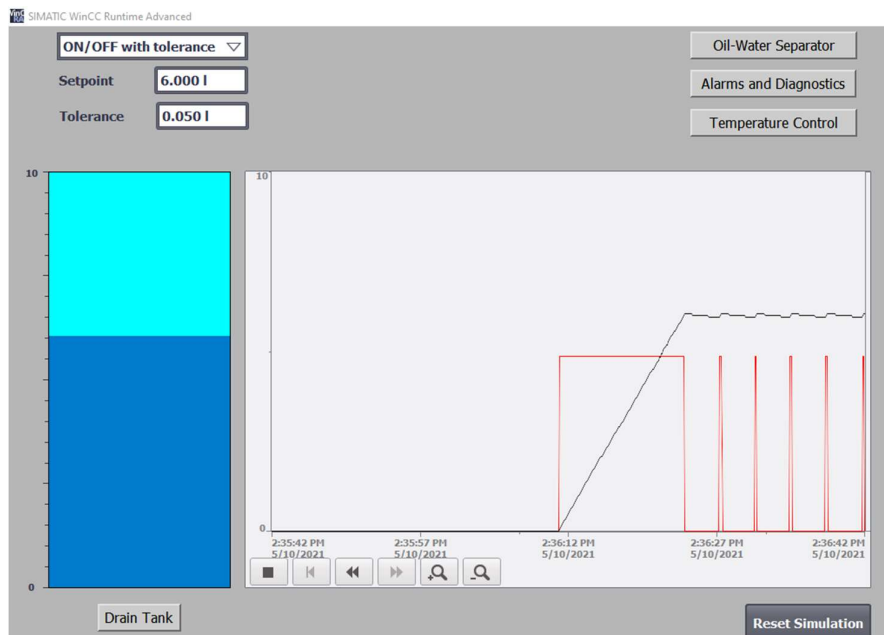 SIMATIC WinCC Runtime Advanced
ON/OFF with tolerance
Setpoint 6.000 l
Tolerance 0.050 l
Oil-Water Separator
Alarms and Diagnostics
Temperature Control
10
0
10
0
2:35:42 PM 2:35:57 PM 2:36:12 PM 2:36:27 PM 2:36:42 PM
5/10/2021 5/10/2021 5/10/2021 5/10/2021 5/10/2021
Drain Tank
Reset Simulation